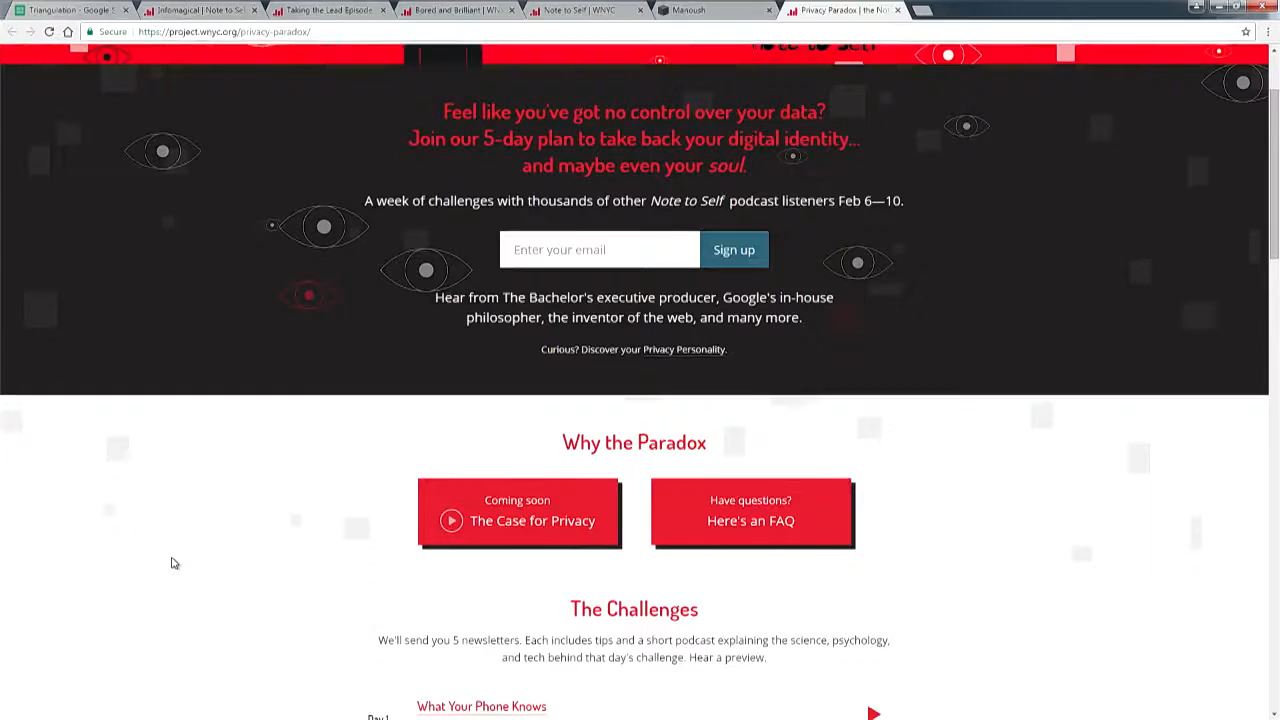 Triangulation - Google S
Infomagical | Note to Sel
Taking the Lead Episode
Bored and Brilliant | WN
Note to Self | WNYC
Manoush
Privacy Paradox | the No
Secure
https://project.wnyc.org/privacy-paradox/
note to self
Feel like you've got no control over your data?
Join our 5-day plan to take back your digital identity...
and maybe even your soul.
A week of challenges with thousands of other Note to Self podcast listeners Feb 6—10.
Enter your email
Sign up
Hear from The Bachelor's executive producer, Google's in-house
philosopher, the inventor of the web, and many more.
Curious? Discover your Privacy Personality.
Why the Paradox
Coming soon
The Case for Privacy
Have questions?
Here's an FAQ
The Challenges
We'll send you 5 newsletters. Each includes tips and a short podcast explaining the science, psychology,
and tech behind that day's challenge. Hear a preview.
What Your Phone Knows
Day 1